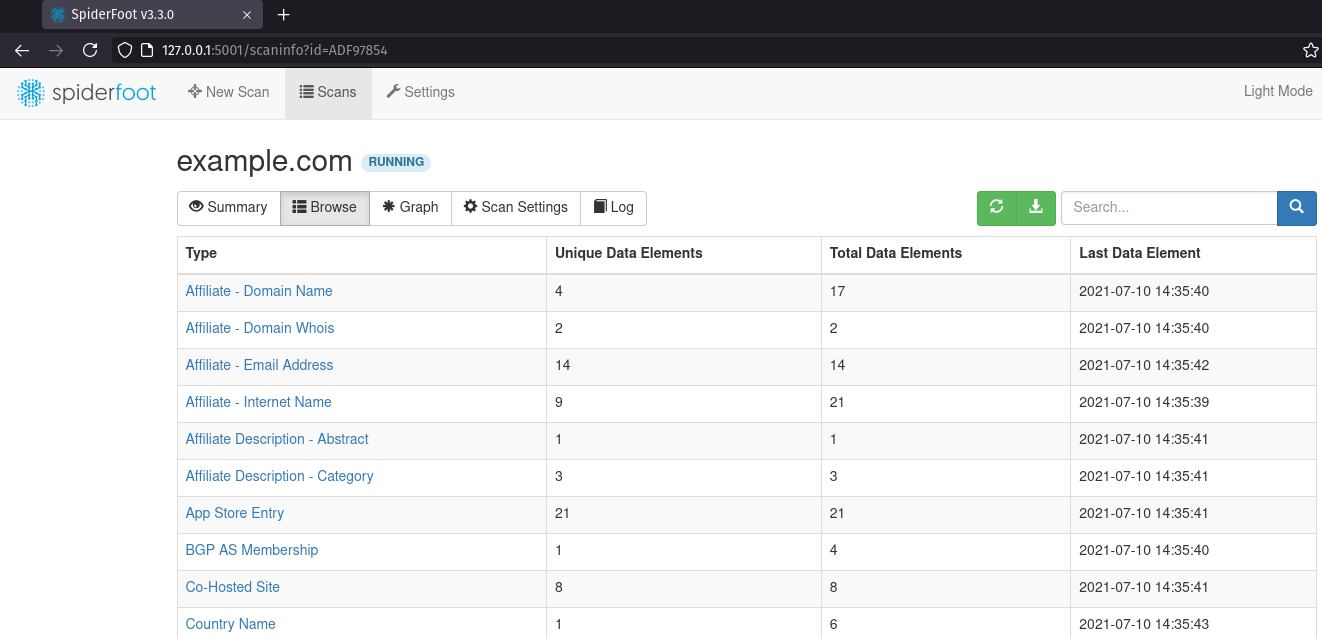 SpiderFoot v3.3.0
127.0.0.1:5001/scaninfo?id=ADF97854
spiderfoot New Scan Scans Settings Light Mode
example.com RUNNING
Summary Browse Graph Scan Settings Log Search...
Type Unique Data Elements Total Data Elements Last Data Element
Affiliate - Domain Name 4 17 2021-07-10 14:35:40
Affiliate - Domain Whois 2 2 2021-07-10 14:35:40
Affiliate - Email Address 14 14 2021-07-10 14:35:42
Affiliate - Internet Name 9 21 2021-07-10 14:35:39
Affiliate Description - Abstract 1 1 2021-07-10 14:35:41
Affiliate Description - Category 3 3 2021-07-10 14:35:41
App Store Entry 21 21 2021-07-10 14:35:41
BGP AS Membership 1 4 2021-07-10 14:35:40
Co-Hosted Site 8 8 2021-07-10 14:35:41
Country Name 1 6 2021-07-10 14:35:43